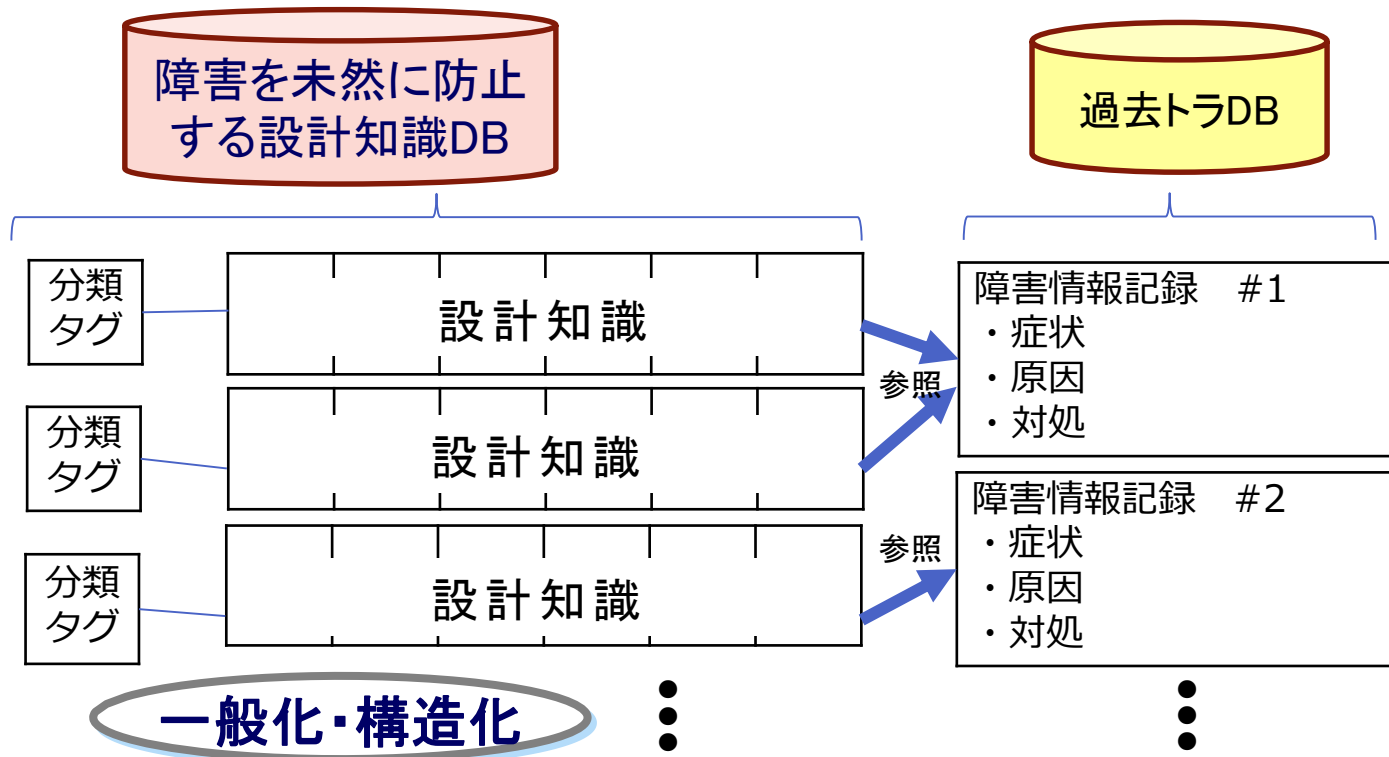 障害を未然に防止
する設計知識DB
過去トラDB
分類
タグ
設計知識
参照
障害情報記録　#1
・症状
・原因
・対処
分類
タグ
設計知識
分類
タグ
設計知識
参照
障害情報記録　#2
・症状
・原因
・対処
一般化・構造化